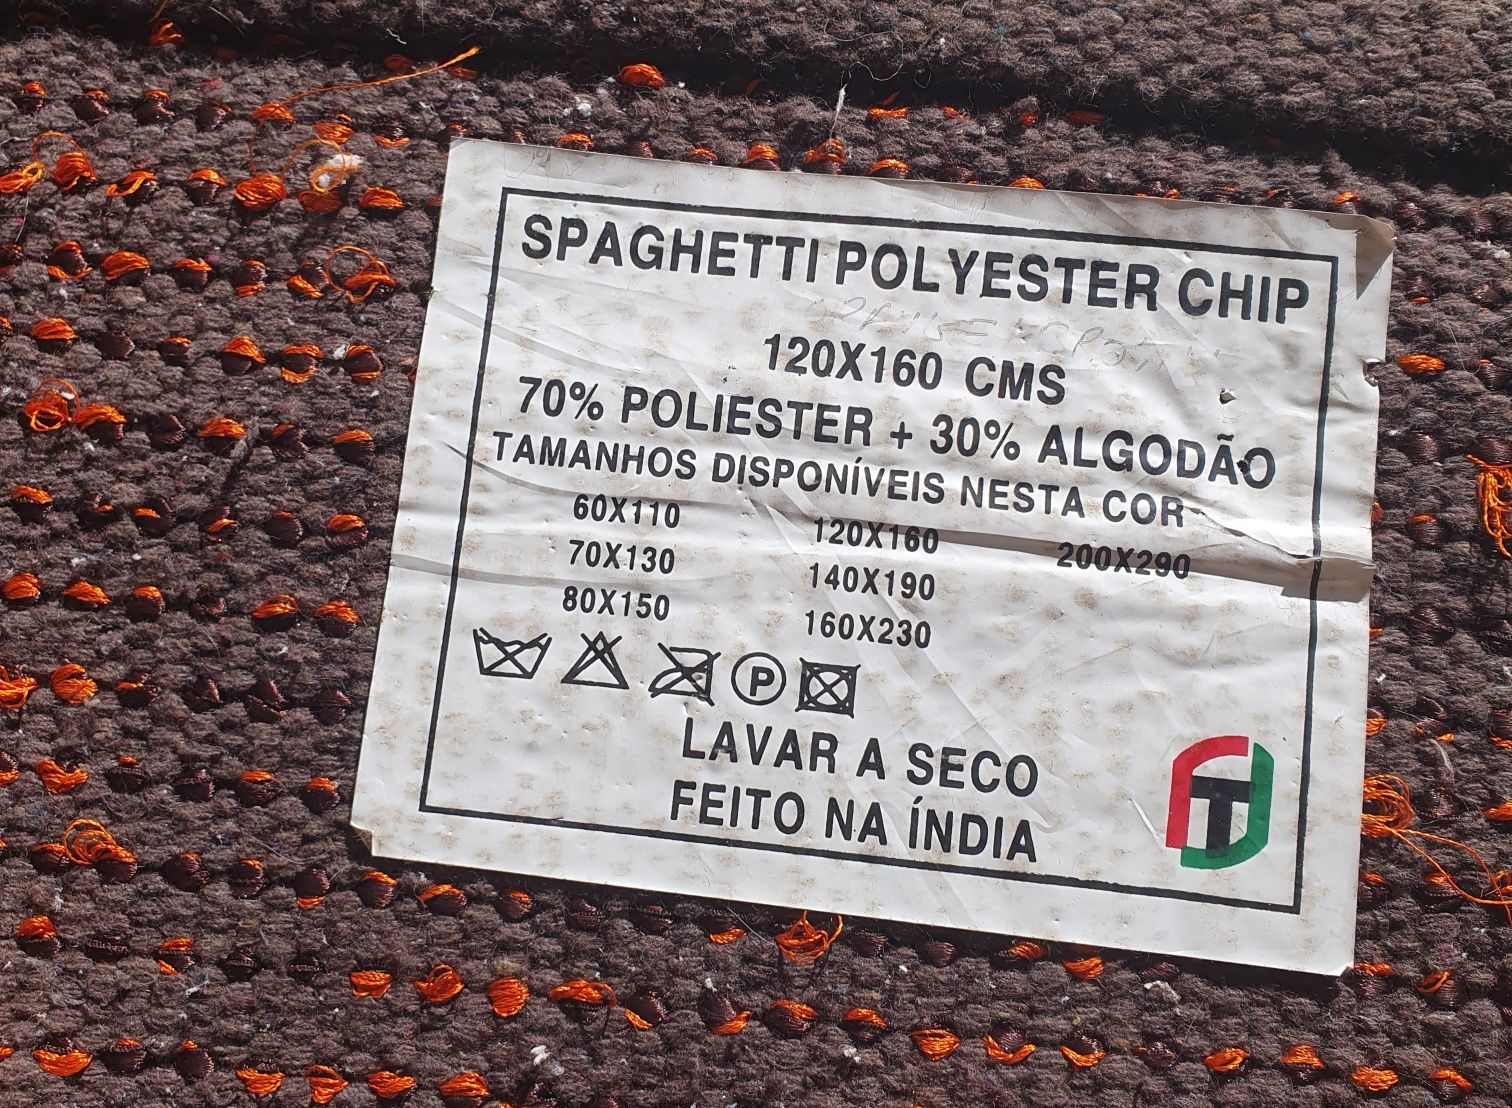 SPAGHETTI POLYESTER CHIP
120X160 CMS
70% POLIESTER + 30% ALGODÃO
TAMANHOS DISPONÍVEIS NESTA COR
60X110 120X160 200X290
70X130 140X190
80X150 160X230
P
LAVAR A SECO
FEITO NA ÍNDIA
T